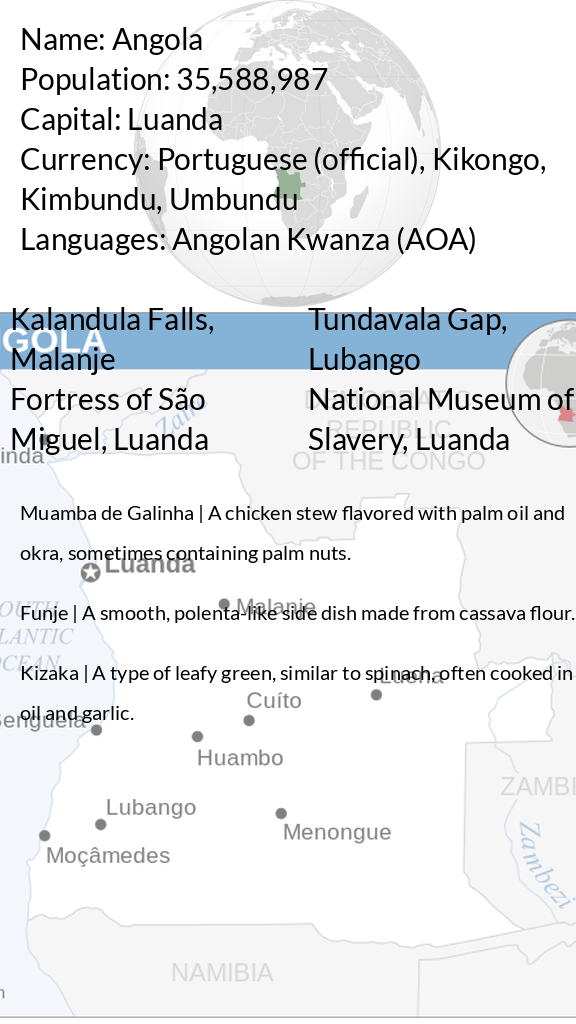 Name: Angola
Population: 35,588,987
Capital: Luanda
Currency: Portuguese (official), Kikongo,
Kimbundu, Umbundu
Languages: Angolan Kwanza (AOA)
Kalandula Falls,
Malanje
Fortress of São
Miguel, Luanda
Tundavala Gap,
Lubango
National Museum of
Slavery, Luanda
GOLA
Zaire
REPUBLIC
OF THE CONGO
inda
Muamba de Galinha | A chicken stew flavored with palm oil and
okra, sometimes containing palm nuts.
Luanda
Malanje
Funje | A smooth, polenta-like side dish made from cassava flour.
OUTH
LANTIC
OCEAN
Kizaka | A type of leafy green, similar to spinach, often cooked in
oil and garlic.
Luena
Cuíto
Benguela
Huambo
ZAMBI
Lubango
Menongue
Moçâmedes
Zambezi
NAMIBIA